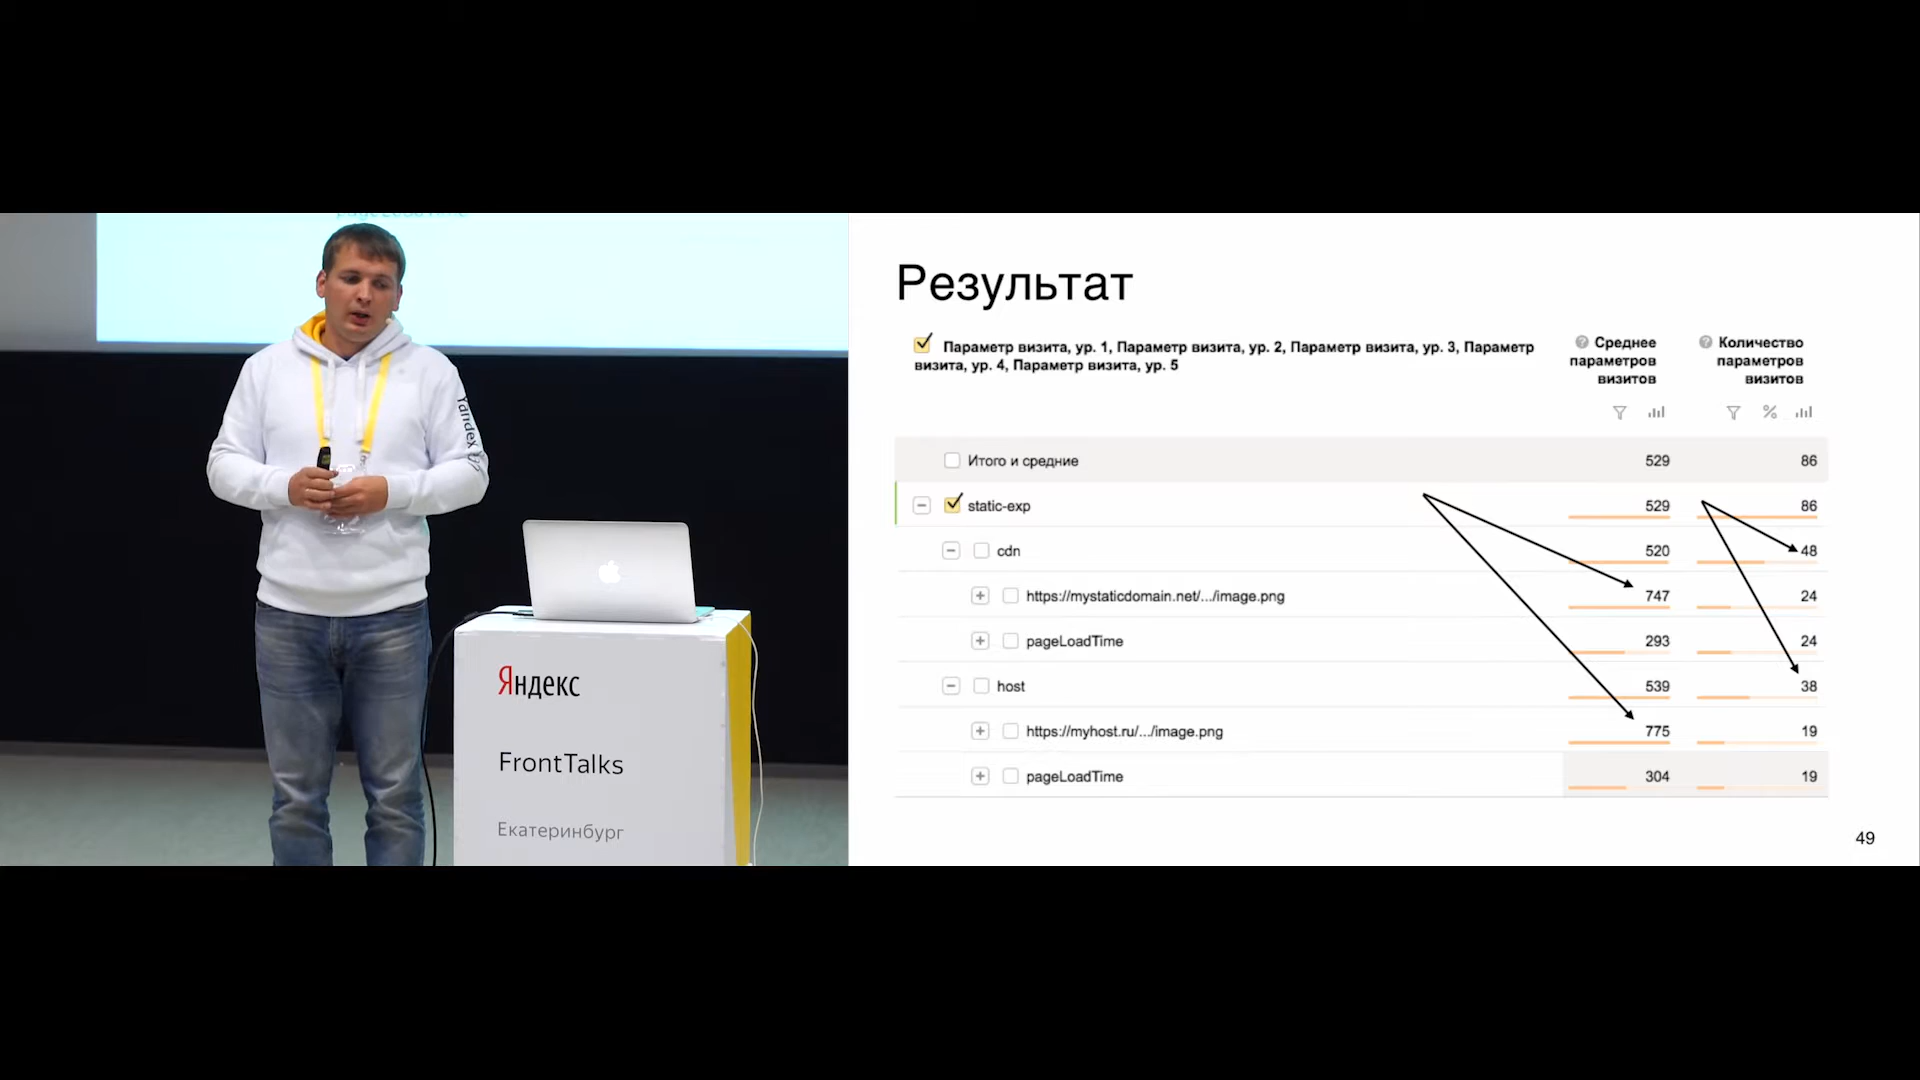 pageLoadTime
Yandex
Яндекс
FrontTalks
Екатеринбург
Результат
Параметр визита, ур. 1, Параметр визита, ур. 2, Параметр визита, ур. 3, Параметр
визита, ур. 4, Параметр визита, ур. 5
Среднее
параметров
визитов
Количество
параметров
визитов
%
Итого и средние 529 86
static-exp 529 86
cdn 520 48
https://mystaticdomain.net/.../image.png 747 24
pageLoadTime 293 24
host 539 38
https://myhost.ru/.../image.png 775 19
pageLoadTime 304 19
49